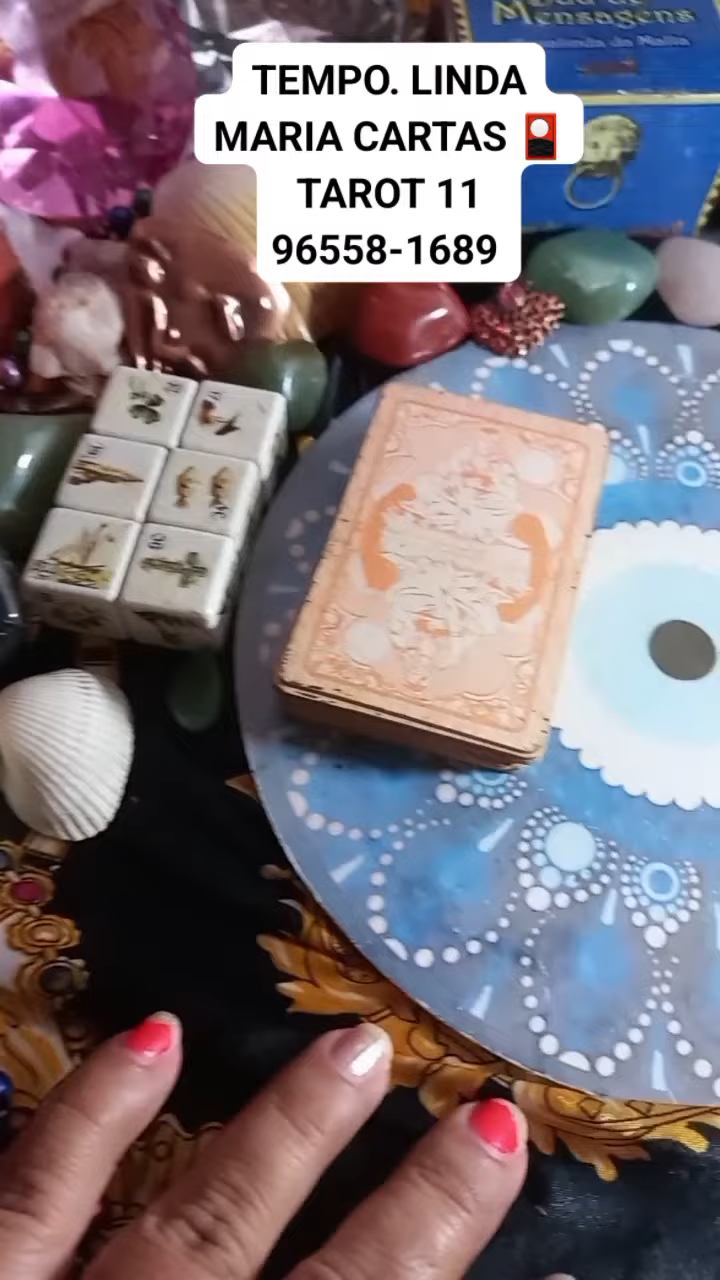 Mensagens
TEMPO. LINDA
MARIA CARTAS 🎴
TAROT 11
96558-1689